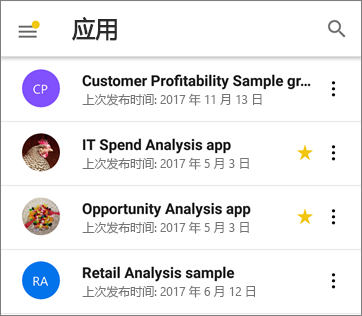 应用
CP
Customer Profitability Sample gr...
上次发布时间: 2017 年 11 月 13 日
IT Spend Analysis app
上次发布时间: 2017 年 5 月 3 日
Opportunity Analysis app
上次发布时间: 2017 年 5 月 3 日
RA
Retail Analysis sample
上次发布时间: 2017 年 6 月 12 日